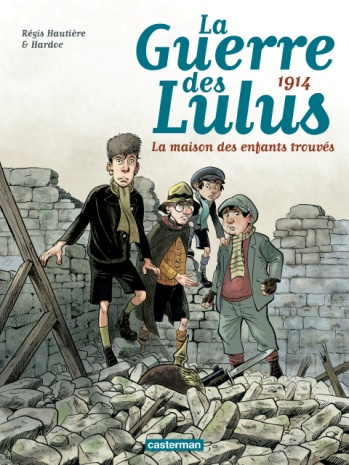 Régis Hautière
& Hardoc
La
Guerre
des 1914
Lulus
La maison des enfants trouvés
casterman